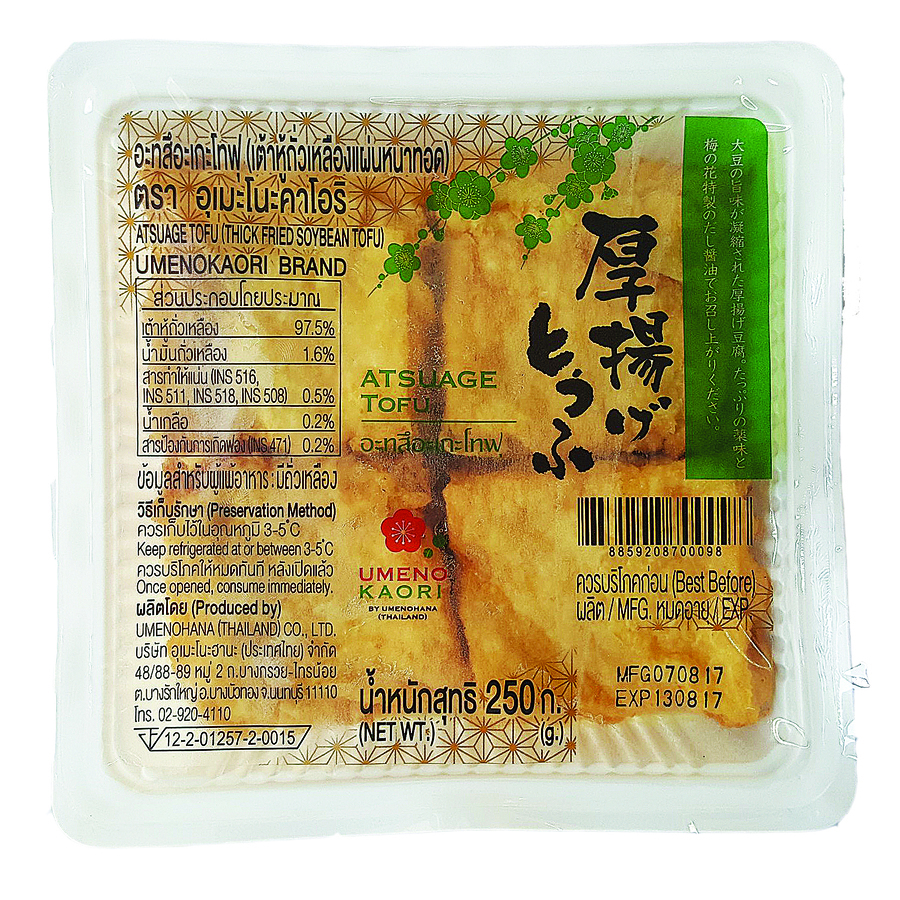 อะทสึอะเกะโทฟ (เต้าหู้ถั่วเหลืองแผ่นหนาทอด)
ตรา อุเมะโนะคาโอริ
ATSUAGE TOFU (THICK FRIED SOYBEAN TOFU)
UMENOKAORI BRAND
ส่วนประกอบโดยประมาณ
เต้าหู้ถั่วเหลือง 97.5%
น้ำมันถั่วเหลือง 1.6%
สารทำให้แน่น (INS 516,
INS 511, INS 518, INS 508) 0.5%
น้ำเกลือ 0.2%
สารป้องกันการเกิดฟอง (INS 471) 0.2%
ข้อมูลสำหรับผู้แพ้อาหาร : มีถั่วเหลือง
วิธีเก็บรักษา (Preservation Method)
ควรเก็บไว้ในอุณหภูมิ 3-5°C
Keep refrigerated at or between 3-5°C
ควรบริโภคให้หมดทันที หลังเปิดแล้ว
Once opened, consume immediately.
ผลิตโดย (Produced by)
UMENOHANA (THAILAND) CO., LTD.
บริษัท อุเมะโนะฮานะ (ประเทศไทย) จำกัด
48/88-89 หมู่ 2 ถ.บางกรวย-ไทรน้อย
ต.บางรักใหญ่ อ.บางบัวทอง จ.นนทบุรี 11110
โทร. 02-920-4110
F/12-2-01257-2-0015
ATSUAGE
TOFU
อะทสึอะเกะโทฟ
UMENO
KAORI
BY UMENOHANA
(THAILAND)
น้ำหนักสุทธิ 250 ก.
(NET WT.) (g.)
厚揚げ
とうふ
大豆の旨味が凝縮された厚揚げ豆腐。たっぷりの薬味と
梅の花特製のだし醤油でお召し上がりください。
8859208700098
ควรบริโภคก่อน (Best Before)
ผลิต / MFG. หมดอายุ / EXP.
MFG070817
EXP130817